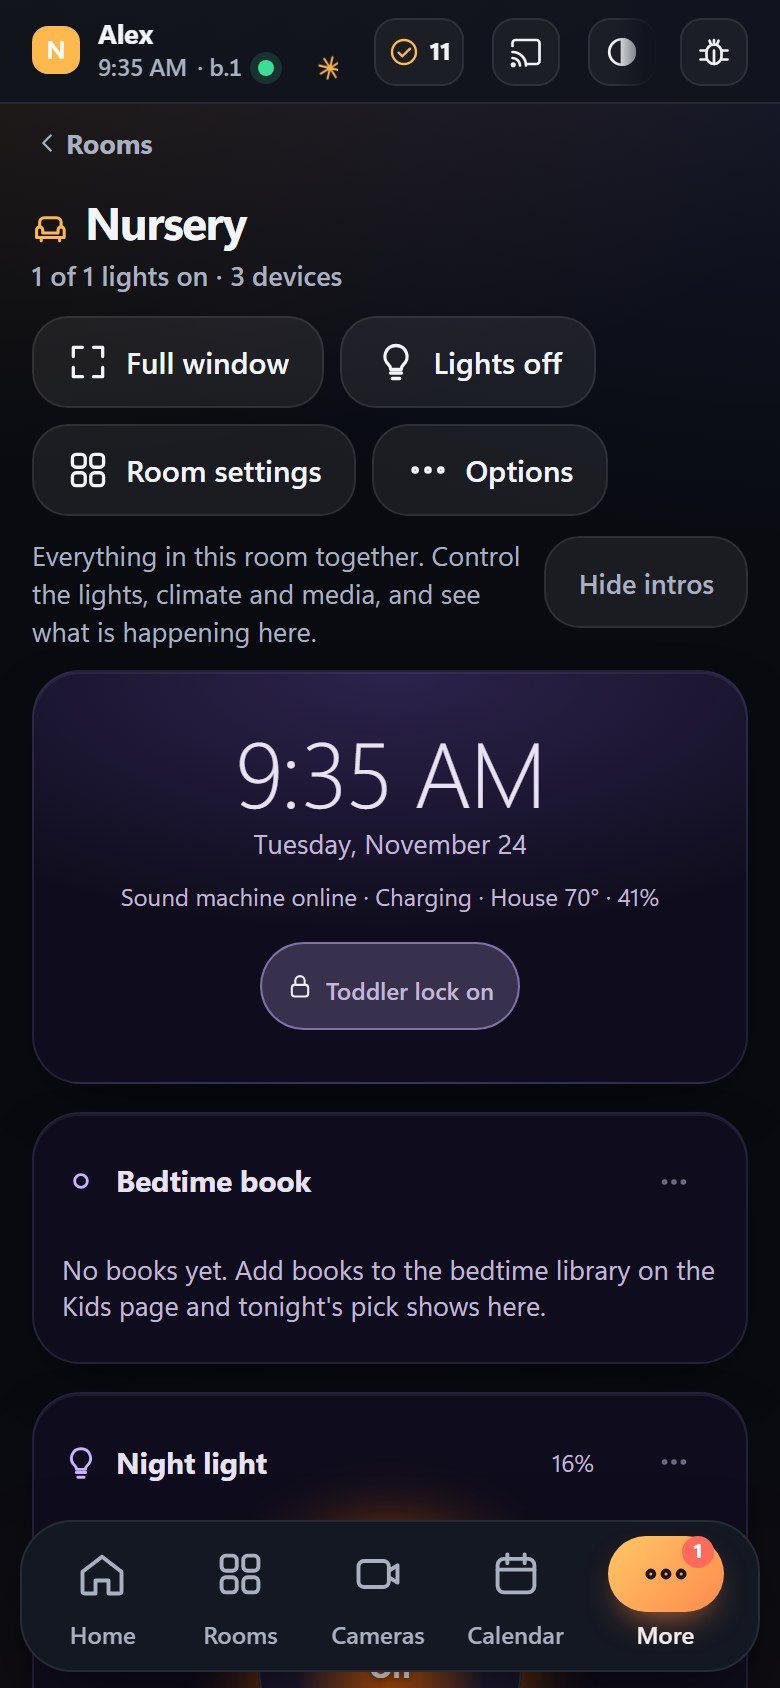 N
Alex
9:35 AM · b.1
11
Rooms
Nursery
1 of 1 lights on · 3 devices
Full window
Lights off
Room settings
Options
Everything in this room together. Control
the lights, climate and media, and see
what is happening here.
Hide intros
9:35 AM
Tuesday, November 24
Sound machine online · Charging · House 70° · 41%
Toddler lock on
Bedtime book
No books yet. Add books to the bedtime library on the
Kids page and tonight's pick shows here.
Night light
16%
1
Home
Rooms
Cameras
Calendar
More